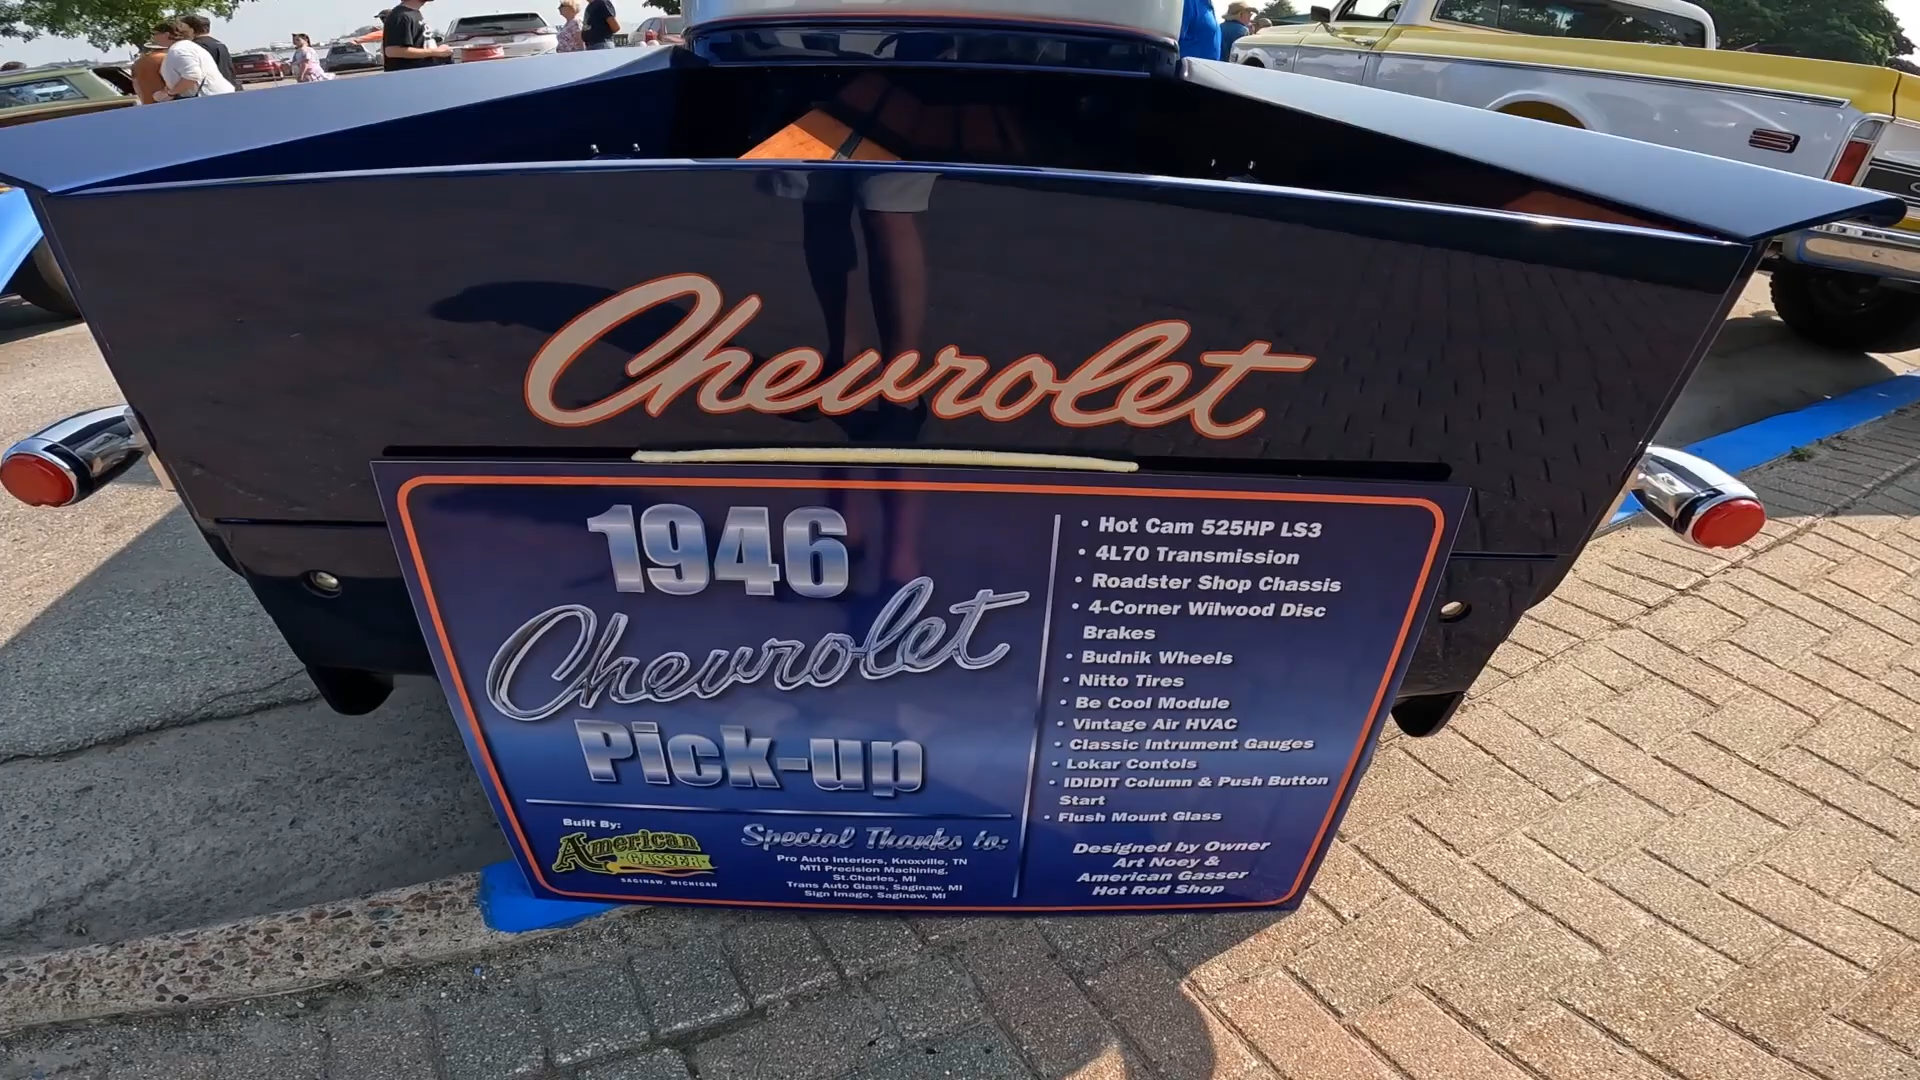 Chevrolet
1946
Chevrolet
Pick-up
Built By:
American
GASSER
SAGINAW, MICHIGAN
Special Thanks to:
Pro Auto Interiors, Knoxville, TN
MTI Precision Machining,
St.Charles, MI
Trans Auto Glass, Saginaw, MI
Sign Image, Saginaw, MI
• Hot Cam 525HP LS3
• 4L70 Transmission
• Roadster Shop Chassis
• 4-Corner Wilwood Disc
Brakes
• Budnik Wheels
• Nitto Tires
• Be Cool Module
• Vintage Air HVAC
• Classic Intrument Gauges
• Lokar Contols
• IDIDIT Column & Push Button
Start
• Flush Mount Glass
Designed by Owner
Art Noey &
American Gasser
Hot Rod Shop